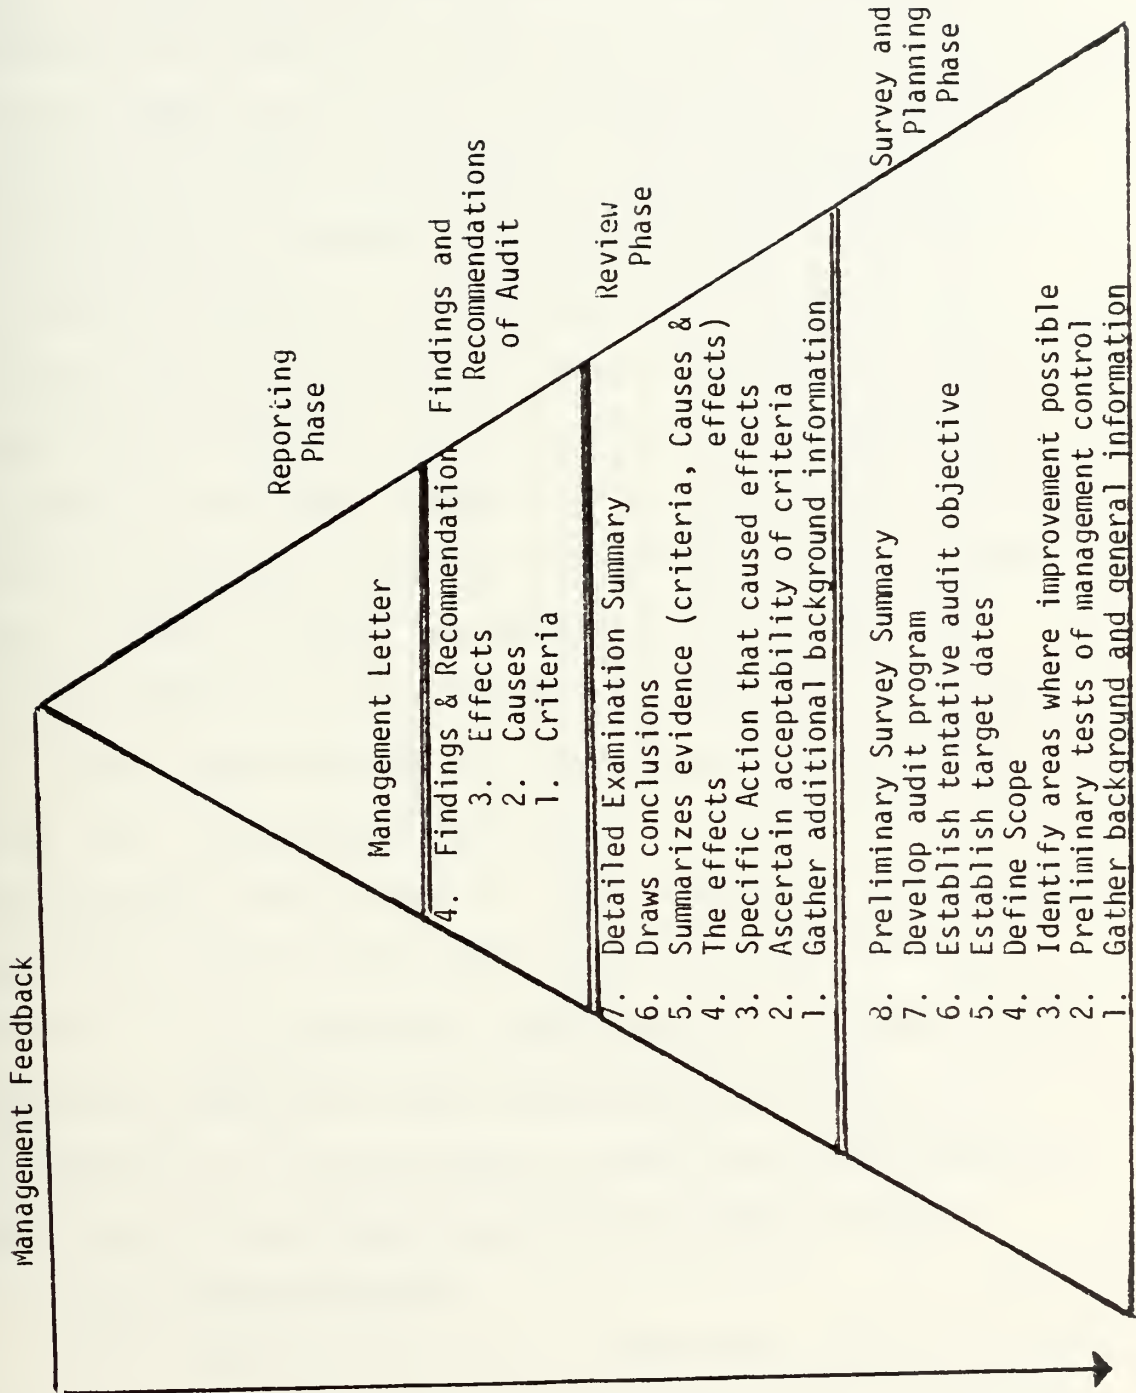 Management Feedback
Reporting
Phase
Management Letter
Findings and
Recommendations
of Audit
4. Findings & Recommendation
3. Effects
2. Causes
1. Criteria
Review
Phase
7. Detailed Examination Summary
6. Draws conclusions
5. Summarizes evidence (criteria, Causes &
effects)
4. The effects
3. Specific Action that caused effects
2. Ascertain acceptability of criteria
1. Gather additional background information
Survey and
Planning
Phase
8. Preliminary Survey Summary
7. Develop audit program
6. Establish tentative audit objective
5. Establish target dates
4. Define Scope
3. Identify areas where improvement possible
2. Preliminary tests of management control
1. Gather background and general information